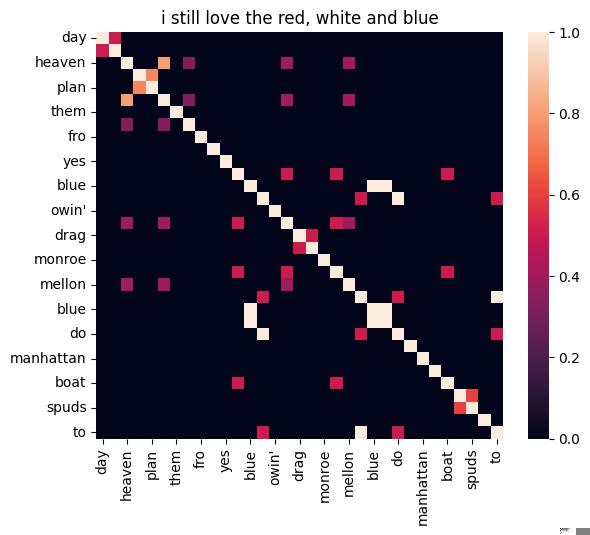 i still love the red, white and blue
day
heaven
plan
them
fro
yes
blue
owin'
drag
monroe
mellon
blue
do
manhattan
boat
spuds
to
1.0
0.8
0.6
0.4
0.2
0.0
day
heaven
plan
them
fro
yes
blue
owin'
drag
monroe
mellon
blue
do
manhattan
boat
spuds
to